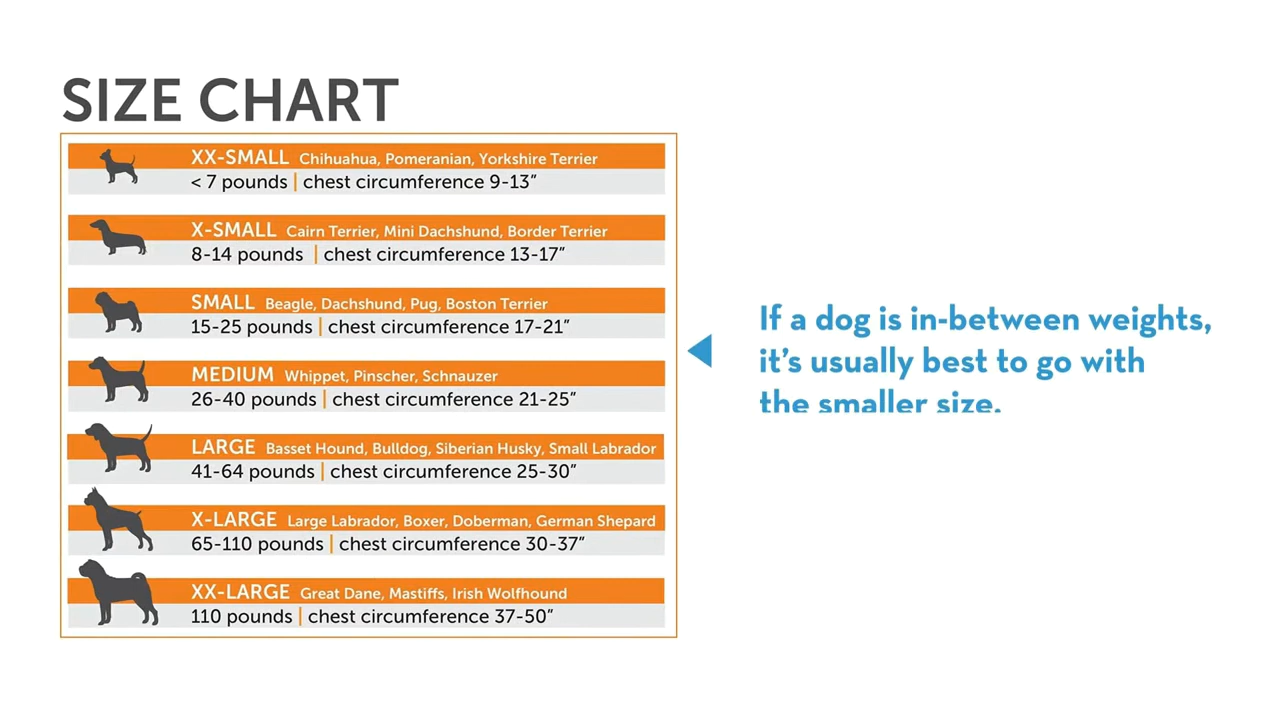 SIZE CHART
XX-SMALL Chihuahua, Pomeranian, Yorkshire Terrier
< 7 pounds | chest circumference 9-13”
X-SMALL Cairn Terrier, Mini Dachshund, Border Terrier
8-14 pounds | chest circumference 13-17”
SMALL Beagle, Dachshund, Pug, Boston Terrier
15-25 pounds | chest circumference 17-21”
MEDIUM Whippet, Pinscher, Schnauzer
26-40 pounds | chest circumference 21-25”
LARGE Basset Hound, Bulldog, Siberian Husky, Small Labrador
41-64 pounds | chest circumference 25-30”
X-LARGE Large Labrador, Boxer, Doberman, German Shepard
65-110 pounds | chest circumference 30-37”
XX-LARGE Great Dane, Mastiffs, Irish Wolfhound
110 pounds | chest circumference 37-50”
If a dog is in-between weights,
it’s usually best to go with
the smaller size.